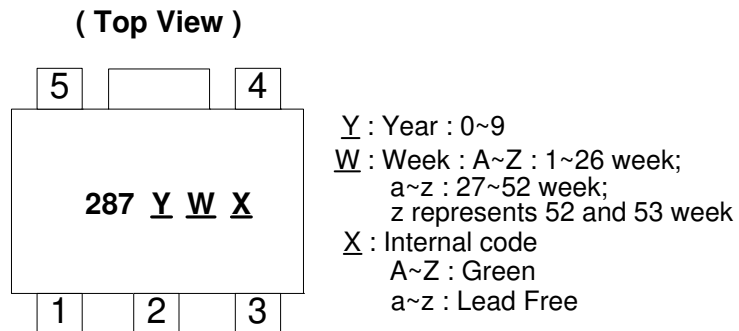 ( Top View )
5 4
287 Y W X
1 2 3
Y : Year : 0~9
W : Week : A~Z : 1~26 week;
a~z : 27~52 week;
z represents 52 and 53 week
X : Internal code
A~Z : Green
a~z : Lead Free